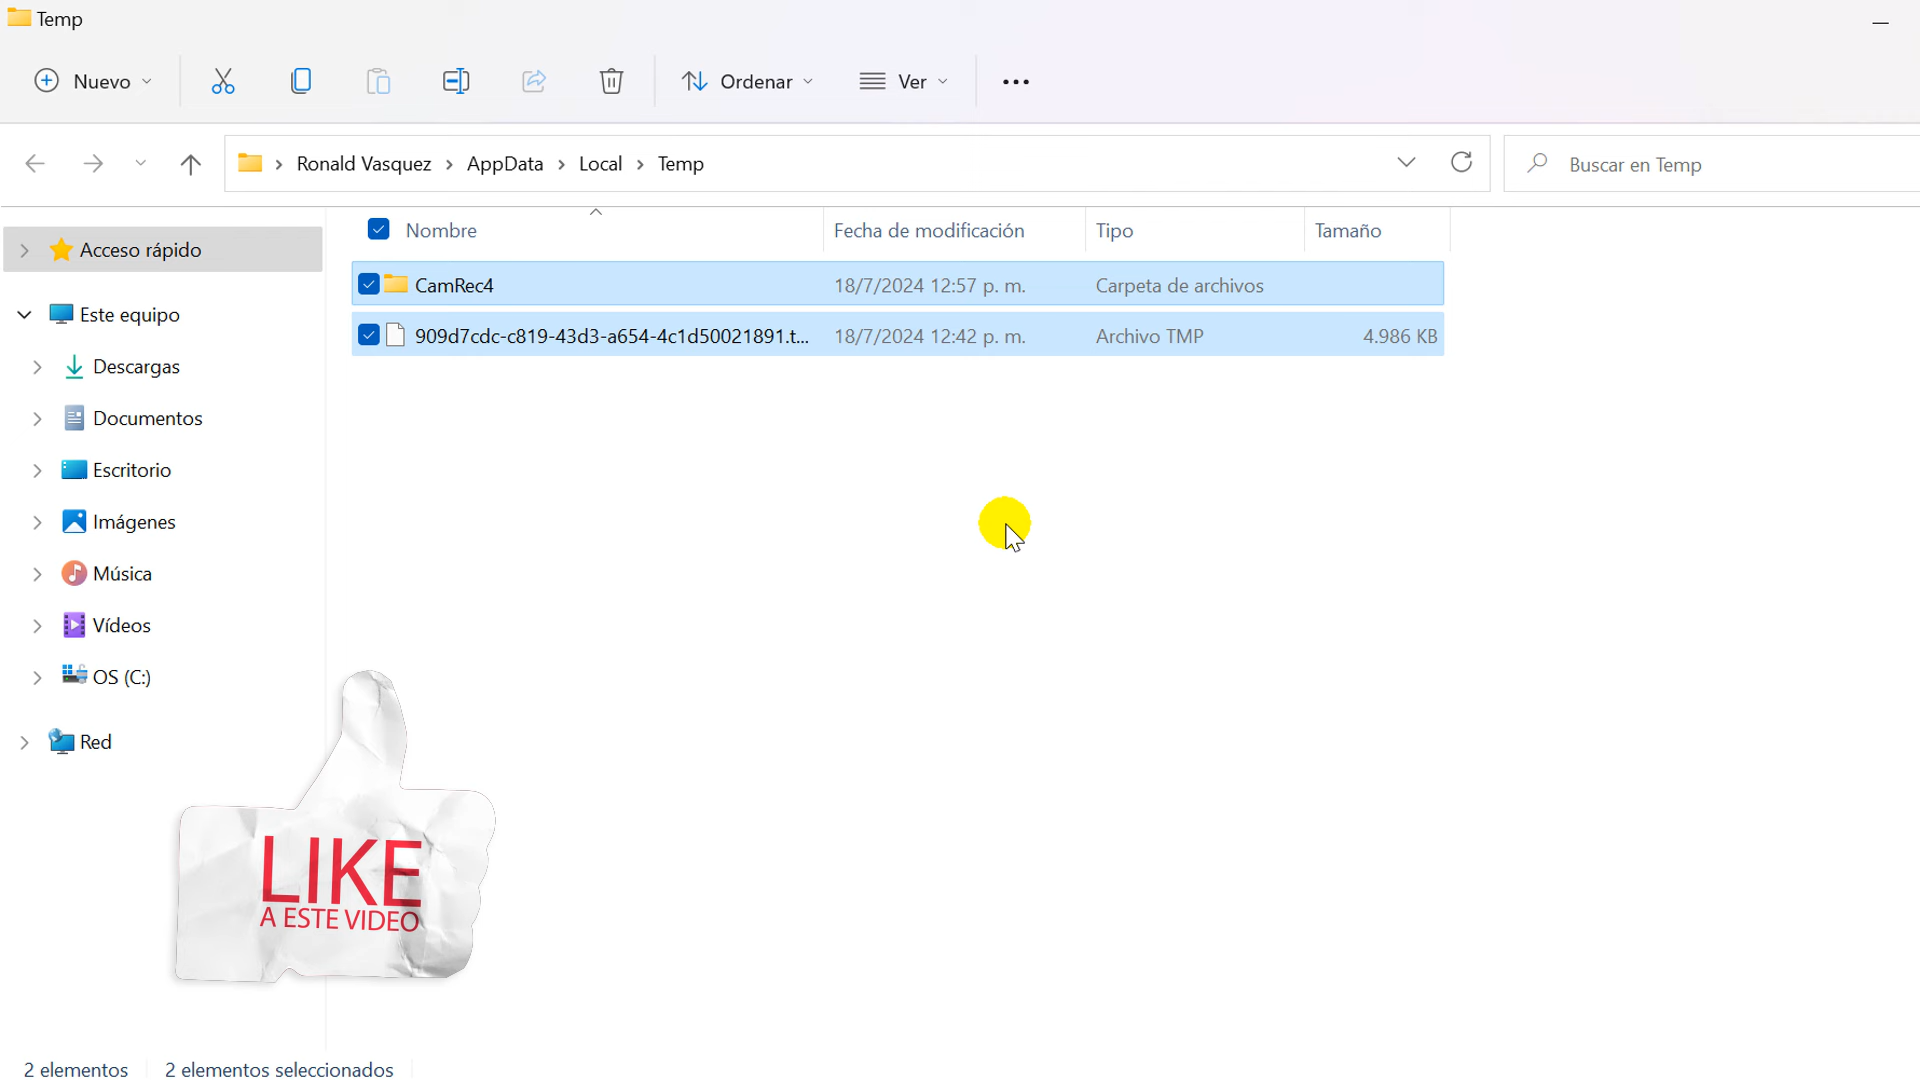 Temp
Nuevo
Ordenar
Ver
Ronald Vasquez > AppData > Local > Temp
Buscar en Temp
Nombre
Fecha de modificación
Tipo
Tamaño
Acceso rápido
CamRec4
18/7/2024 12:57 p. m.
Carpeta de archivos
Este equipo
909d7cdc-c819-43d3-a654-4c1d50021891.t...
18/7/2024 12:42 p. m.
Archivo TMP
4.986 KB
Descargas
Documentos
Escritorio
Imágenes
Música
Vídeos
OS (C:)
Red
LIKE
A ESTE VIDEO
2 elementos
2 elementos seleccionados